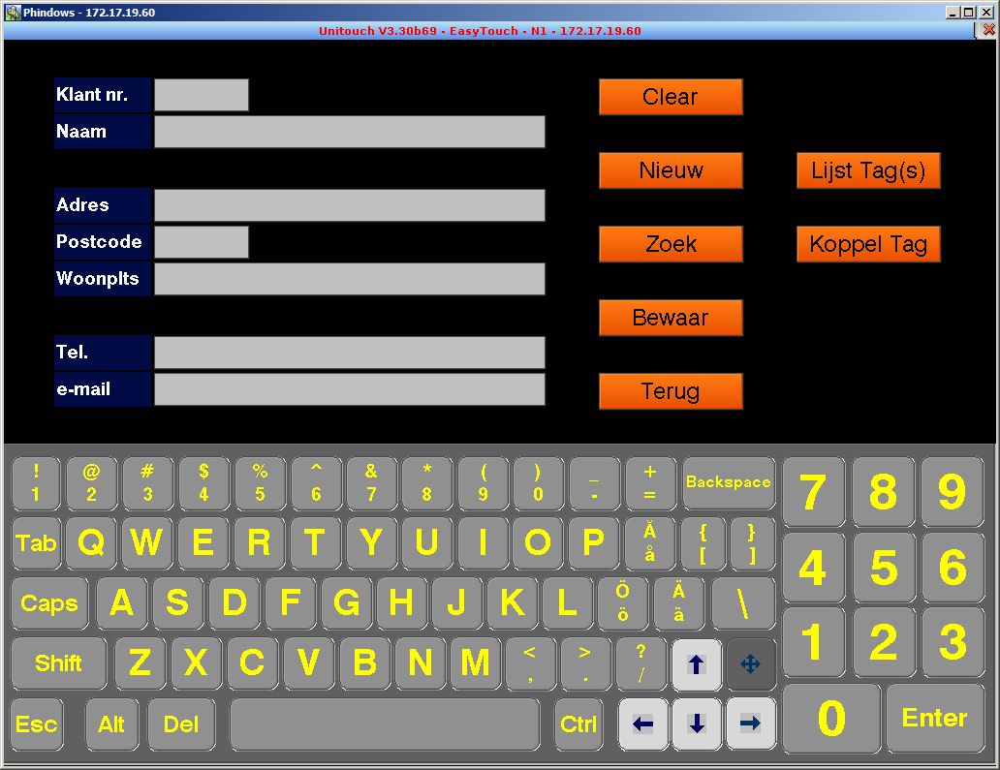 Phindows - 172.17.19.60
Unitouch V3.30b69 - EasyTouch - N1 - 172.17.19.60
Klant nr.
Clear
Naam
Nieuw
Lijst Tag(s)
Adres
Postcode
Zoek
Koppel Tag
Woonplts
Bewaar
Tel.
e-mail
Terug
! @ # $ % ^ & * ( ) _ + Backspace
1 2 3 4 5 6 7 8 9 0 - =
7 8 9
Tab Q W E R T Y U I O P Å { }
å [ ]
4 5 6
Caps A S D F G H J K L Ö Ä \
ö ä
1 2 3
Shift Z X C V B N M < > ?
, . /
Esc Alt Del Ctrl
0 Enter